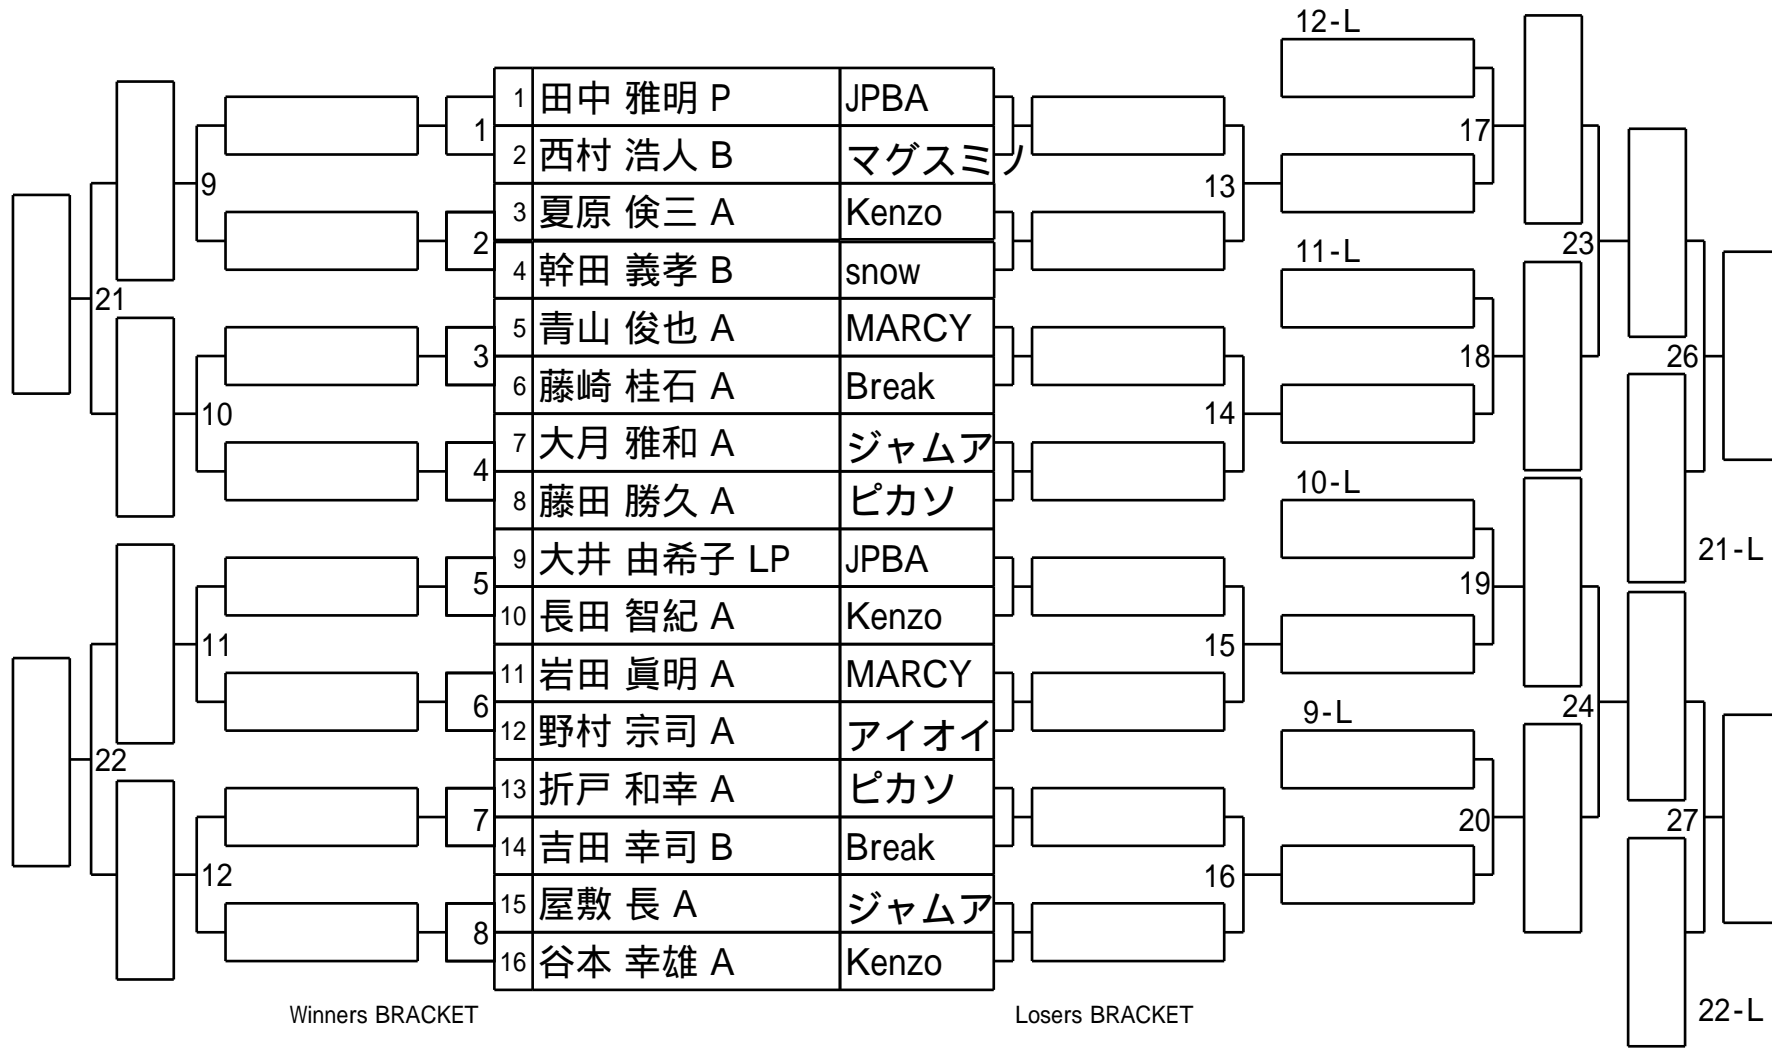 12-L
1 田中 雅明 P JPBA
1
17
2 西村 浩人 B マグスミノ
9
13
3 夏原 倹三 A Kenzo
2
23
11-L
4 幹田 義孝 B snow
21
5 青山 俊也 A MARCY
3
18
26
6 藤崎 桂石 A Break
10
14
7 大月 雅和 A ジャムア
4
10-L
8 藤田 勝久 A ピカソ
21-L
9 大井 由希子 LP JPBA
5
19
10 長田 智紀 A Kenzo
11
15
11 岩田 眞明 A MARCY
6
24
9-L
12 野村 宗司 A アイオイ
22
13 折戸 和幸 A ピカソ
7
20
27
14 吉田 幸司 B Break
12
16
15 屋敷 長 A ジャムア
8
16 谷本 幸雄 A Kenzo
Winners BRACKET
Losers BRACKET
22-L